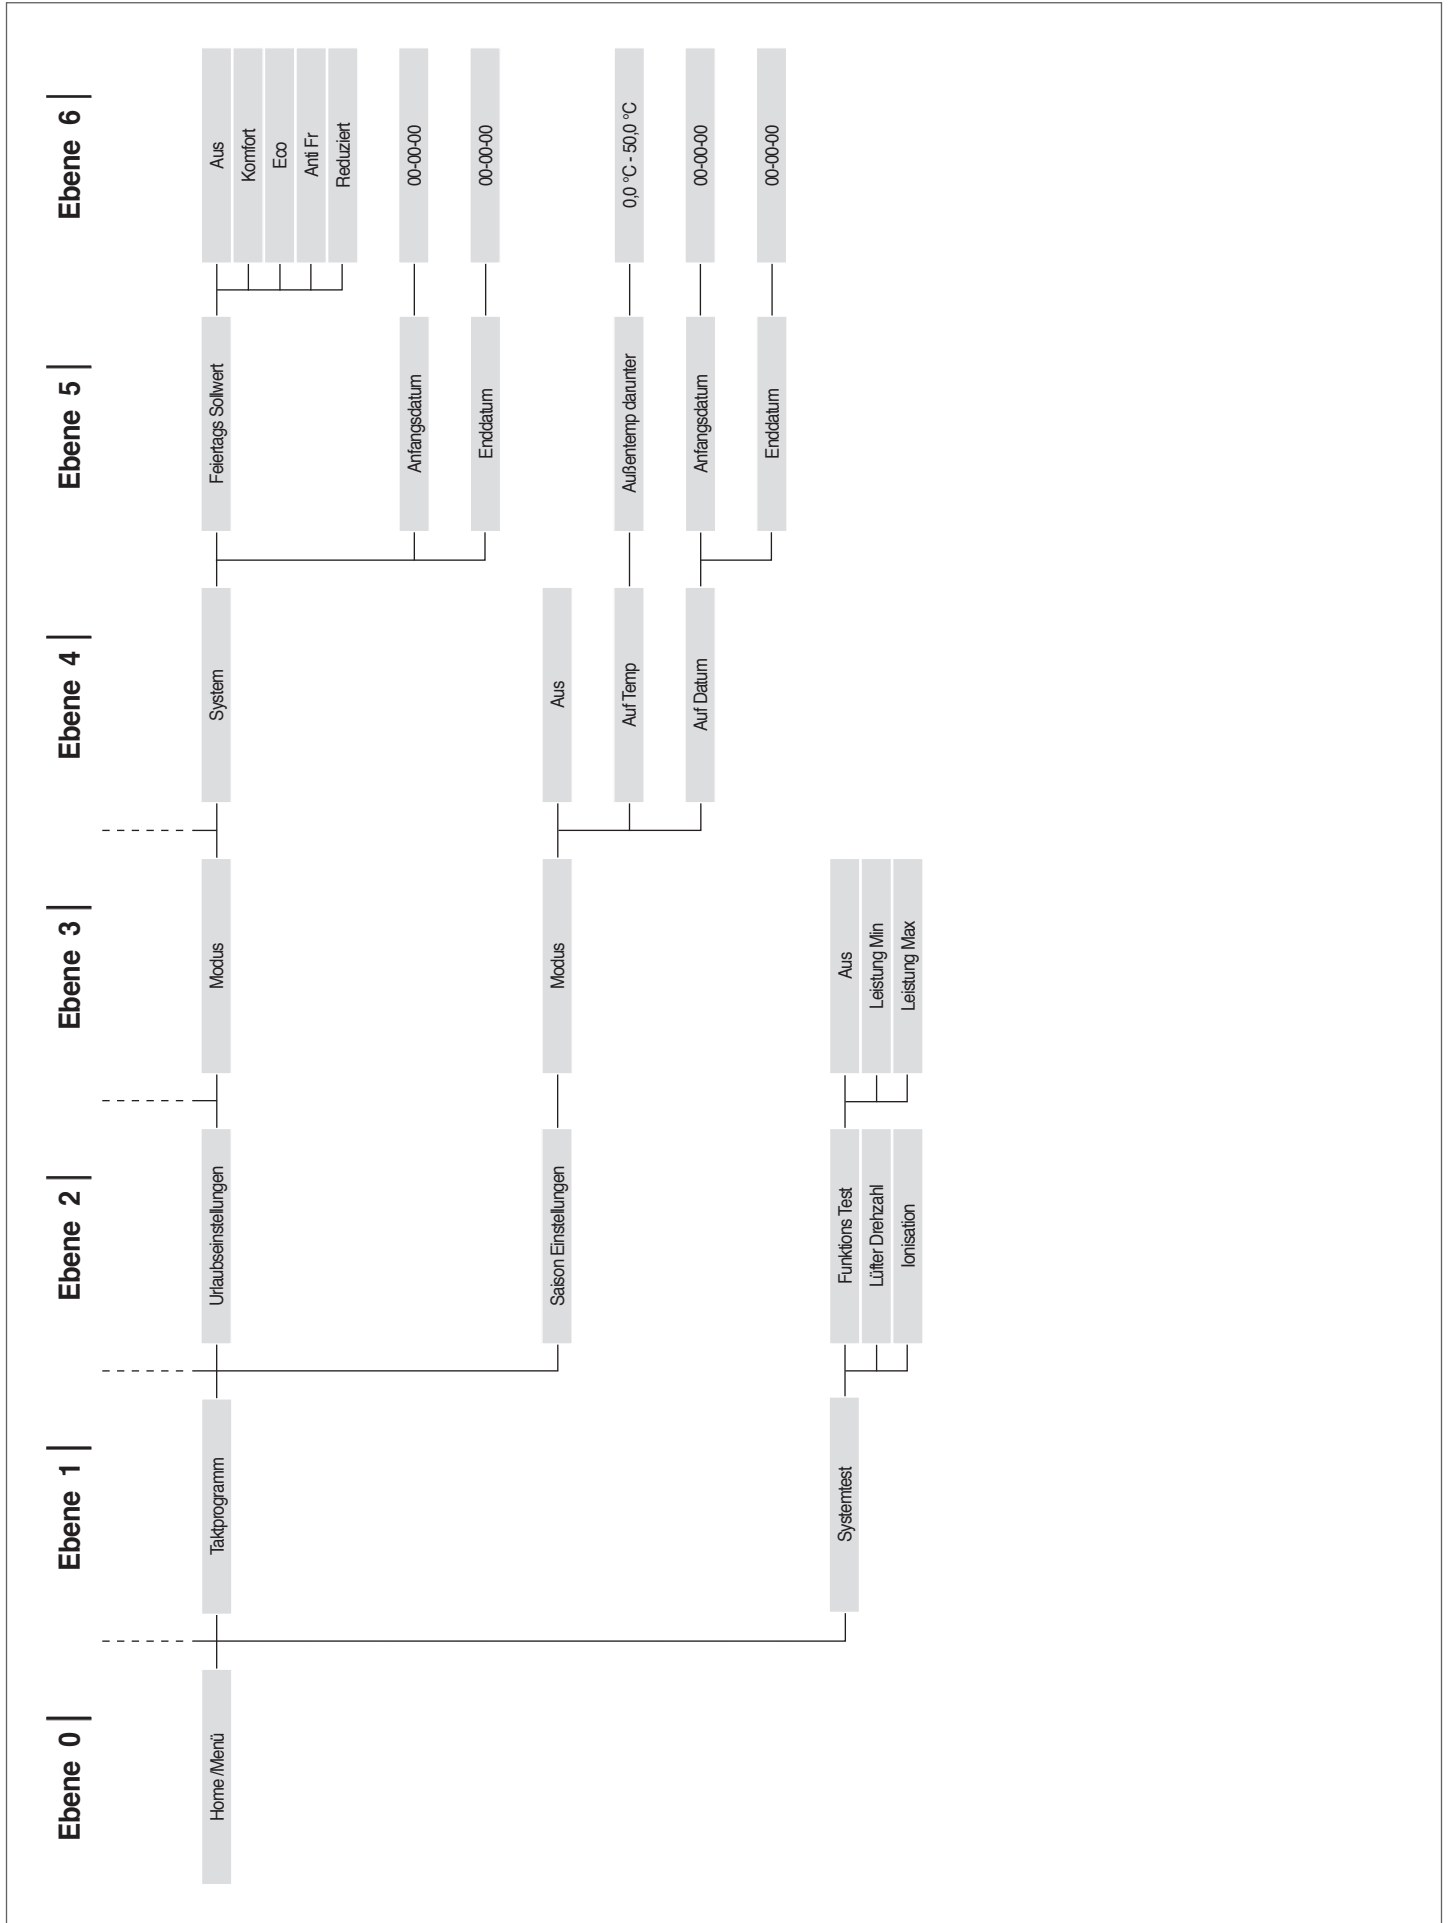 Ebene 0
Ebene 1
Ebene 2
Ebene 3
Ebene 4
Ebene 5
Ebene 6
Home /Menü
Taktprogramm
Urlaubseinstellungen
Modus
System
Feiertags Sollwert
Aus
Komfort
Eco
Anti Fr
Reduziert
Anfangsdatum
00-00-00
Enddatum
00-00-00
Saison Einstellungen
Modus
Aus
Auf Temp
Außentemp darunter
0,0 °C - 50,0 °C
Auf Datum
Anfangsdatum
00-00-00
Enddatum
00-00-00
Systemtest
Funktions Test
Aus
Lüfter Drehzahl
Leistung Min
Ionisation
Leistung Max